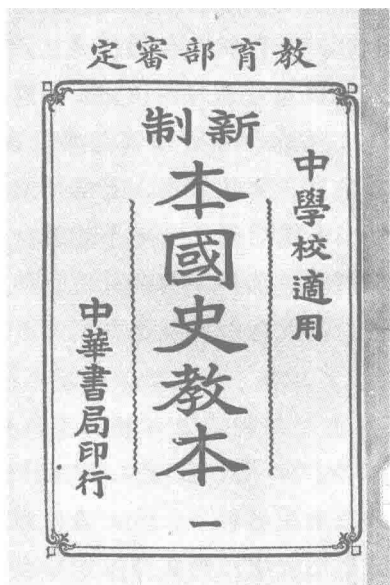 教育部審定
中學校適用
新制
本國史教本
一
中華書局印行